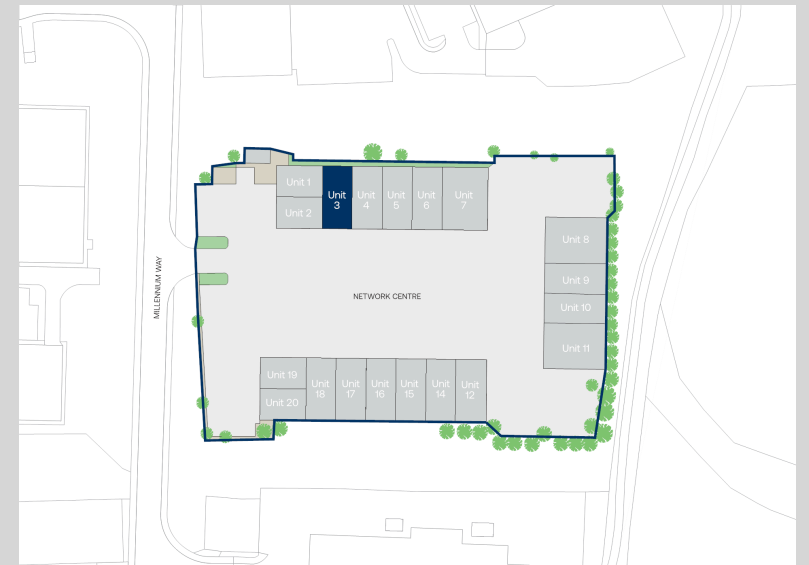 Unit 1
Unit 2
Unit
3
Unit
4
Unit
5
Unit
6
Unit
7
Unit 8
Unit 9
Unit 10
Unit 11
MILLENNIUM WAY
NETWORK CENTRE
Unit 19
Unit 20
Unit
18
Unit
17
Unit
16
Unit
15
Unit
14
Unit
12